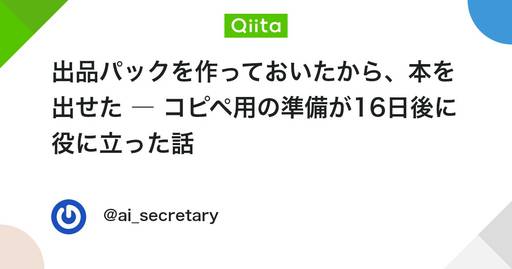 Qiita
出品パックを作っておいたから、本を
出せた ― コピペ用の準備が16日後に
役に立った話
@ai_secretary